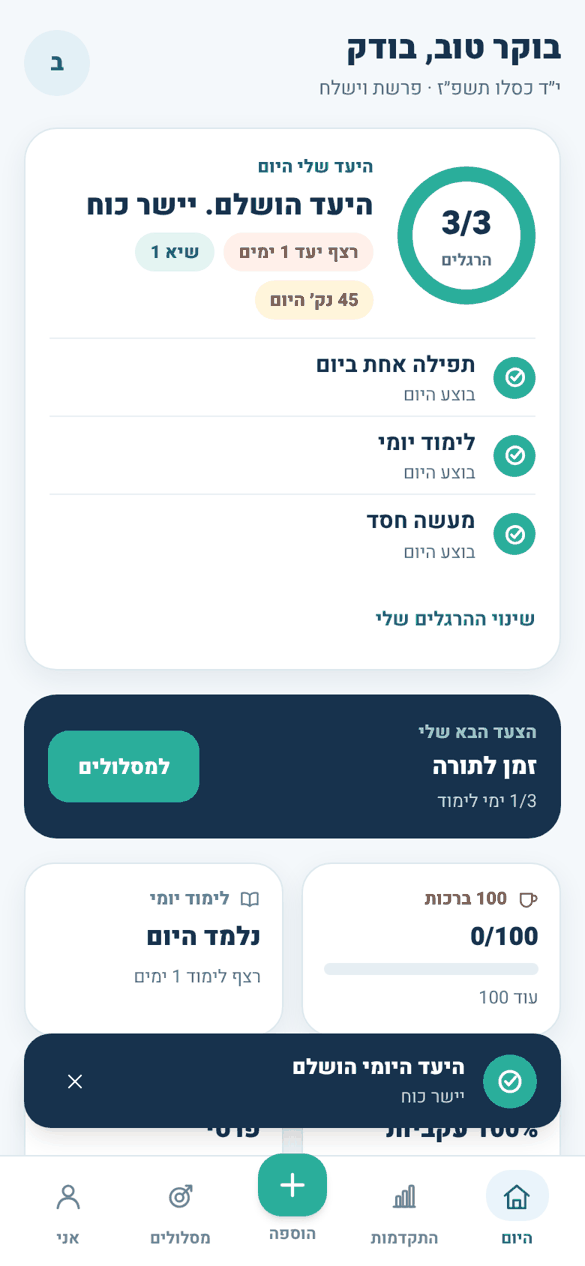 בוקר טוב, בודק
ב
י״ד כסלו תשפ״ז · פרשת וישלח
היעד שלי היום
היעד הושלם. יישר כוח
3/3
הרגלים
רצף יעד 1 ימים
שיא 1
45 נק׳ היום
תפילה אחת ביום
בוצע היום
לימוד יומי
בוצע היום
מעשה חסד
בוצע היום
שינוי ההרגלים שלי
הצעד הבא שלי
זמן לתורה
1/3 ימי לימוד
למסלולים
100 ברכות
0/100
עוד 100
לימוד יומי
נלמד היום
רצף לימוד 1 ימים
היעד היומי הושלם
יישר כוח
100% עקביות
פרטי
היום
התקדמות
הוספה
מסלולים
אני